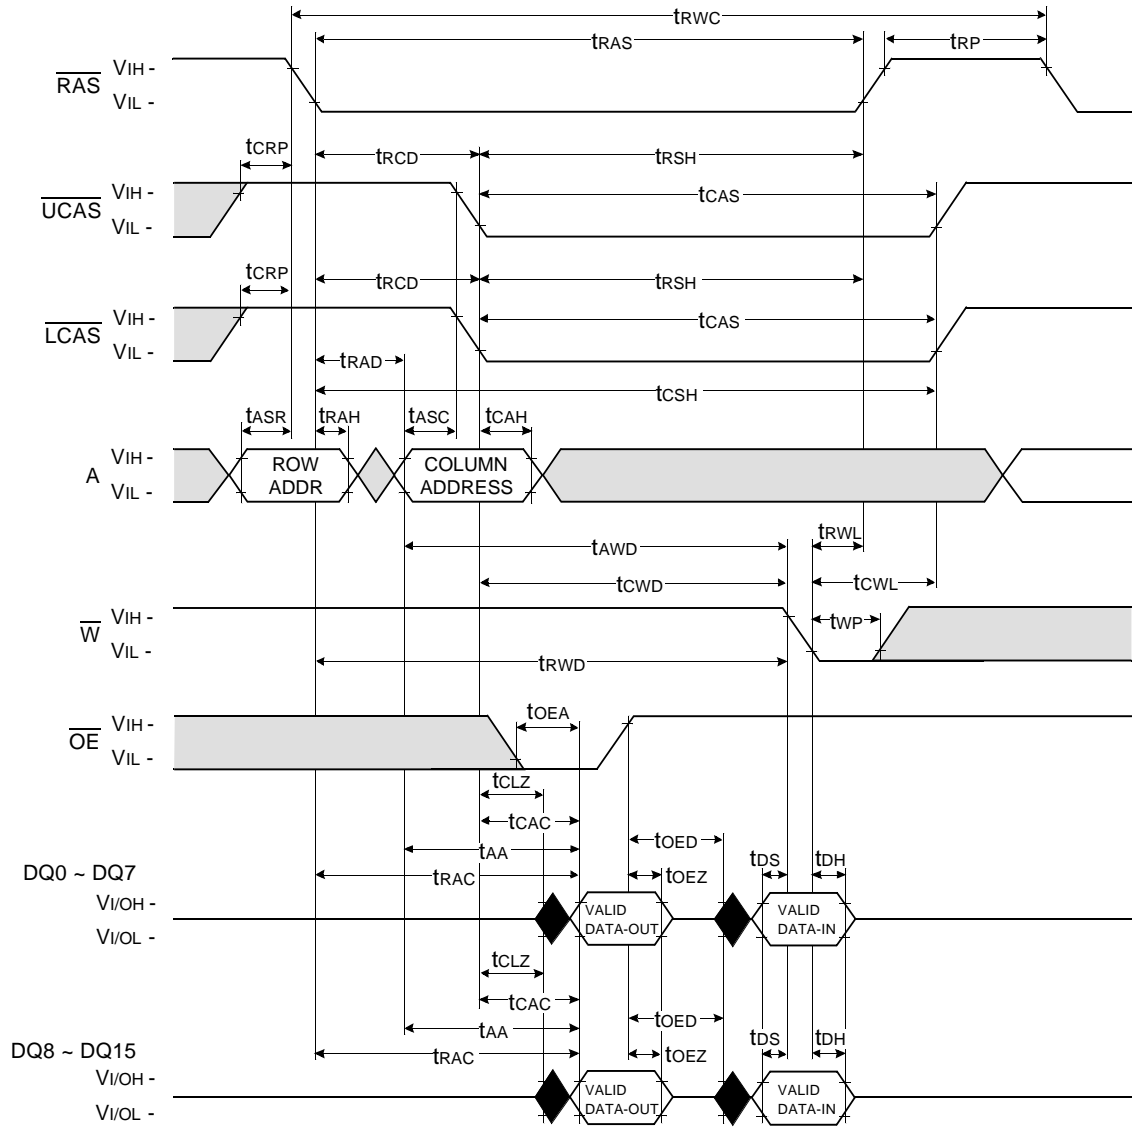 tRWC
tRAS
tRP
RAS
VIH -
VIL -
tCRP
tRCD
tRSH
UCAS
VIH -
VIL -
tCAS
tCRP
tRCD
tRSH
LCAS
VIH -
VIL -
tCAS
tRAD
tCSH
tASR
tRAH
tASC
tCAH
A
VIH -
VIL -
ROW
ADDR
COLUMN
ADDRESS
tAWD
tRWL
tCWD
tCWL
W
VIH -
VIL -
tWP
tRWD
OE
VIH -
VIL -
tOEA
tCLZ
tCAC
tOED
tAA
tDS
tDH
DQ0 ~ DQ7
tRAC
tOEZ
VI/OH -
VI/OL -
VALID
DATA-OUT
VALID
DATA-IN
tCLZ
tCAC
tOED
tAA
tDS
tDH
DQ8 ~ DQ15
tRAC
tOEZ
VI/OH -
VI/OL -
VALID
DATA-OUT
VALID
DATA-IN